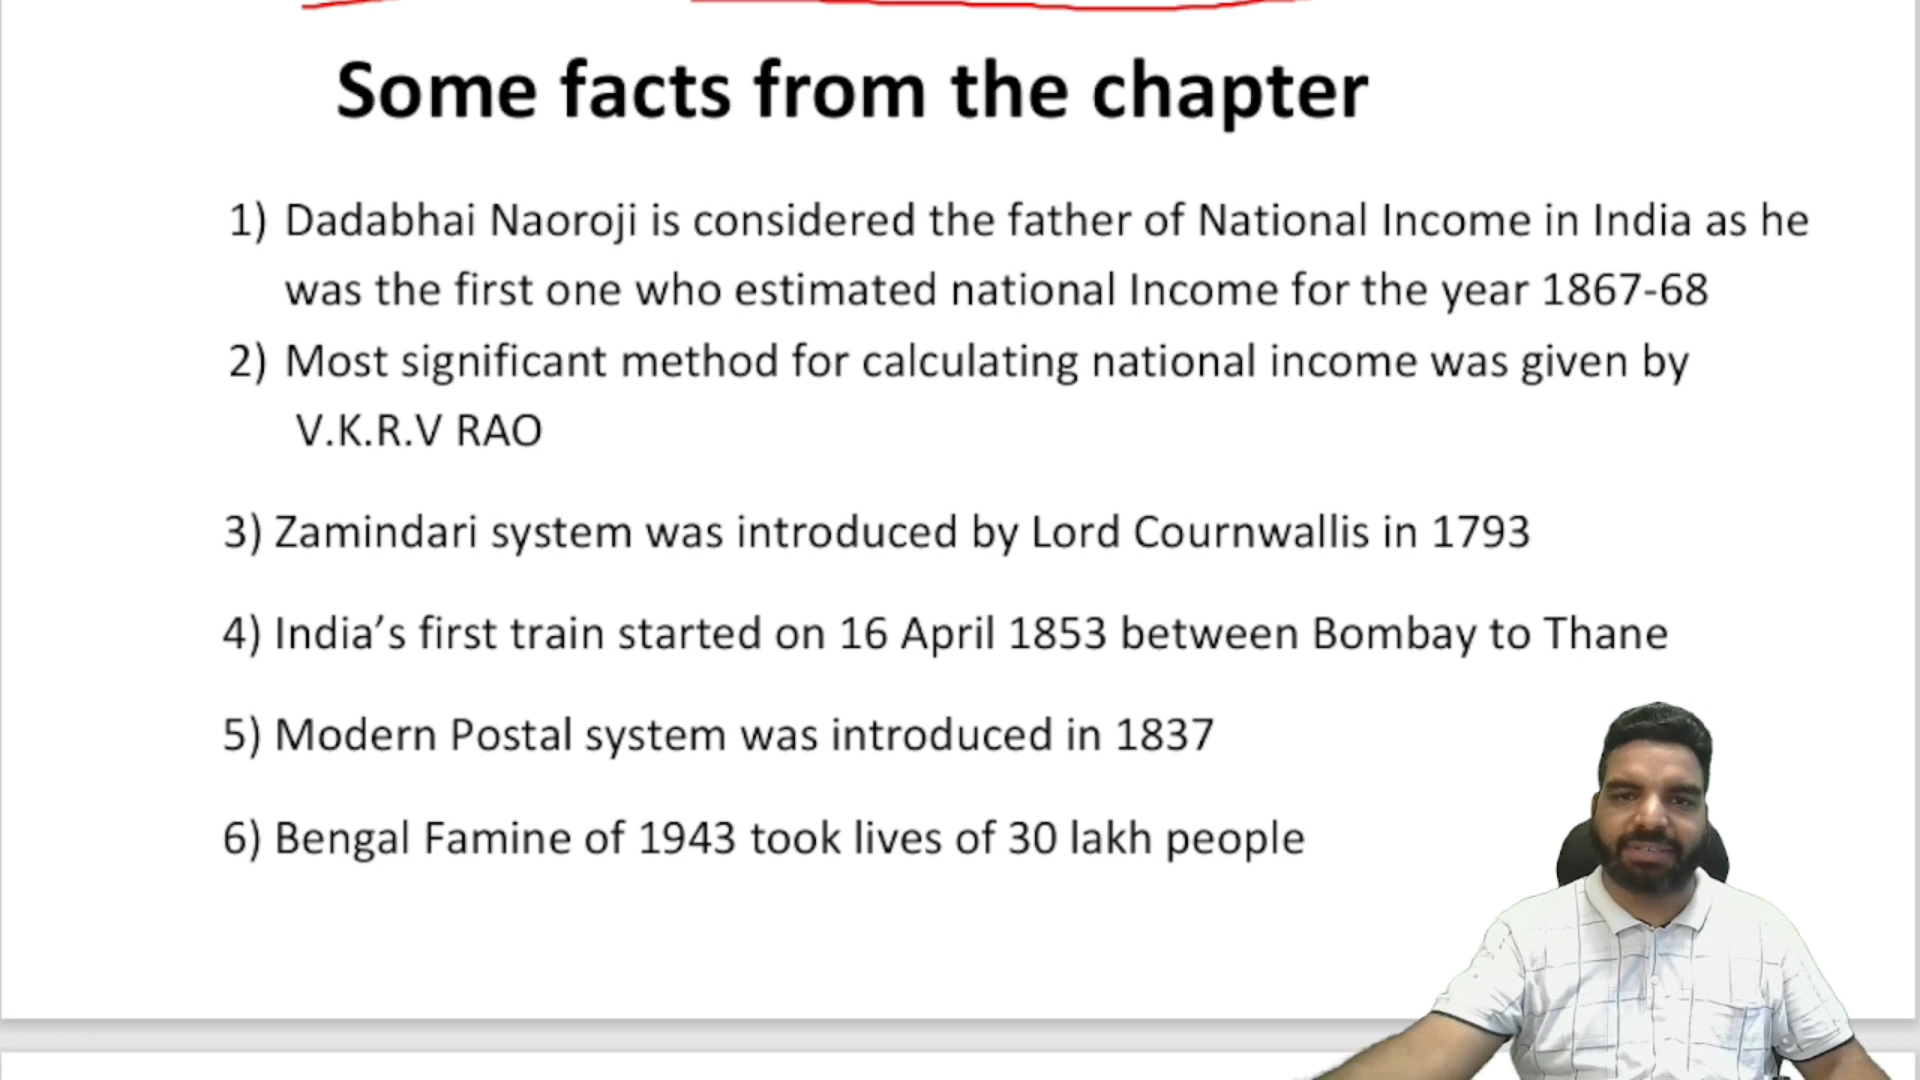 Some facts from the chapter
1) Dadabhai Naoroji is considered the father of National Income in India as he
was the first one who estimated national Income for the year 1867-68
2) Most significant method for calculating national income was given by
V.K.R.V RAO
3) Zamindari system was introduced by Lord Cournwallis in 1793
4) India’s first train started on 16 April 1853 between Bombay to Thane
5) Modern Postal system was introduced in 1837
6) Bengal Famine of 1943 took lives of 30 lakh people